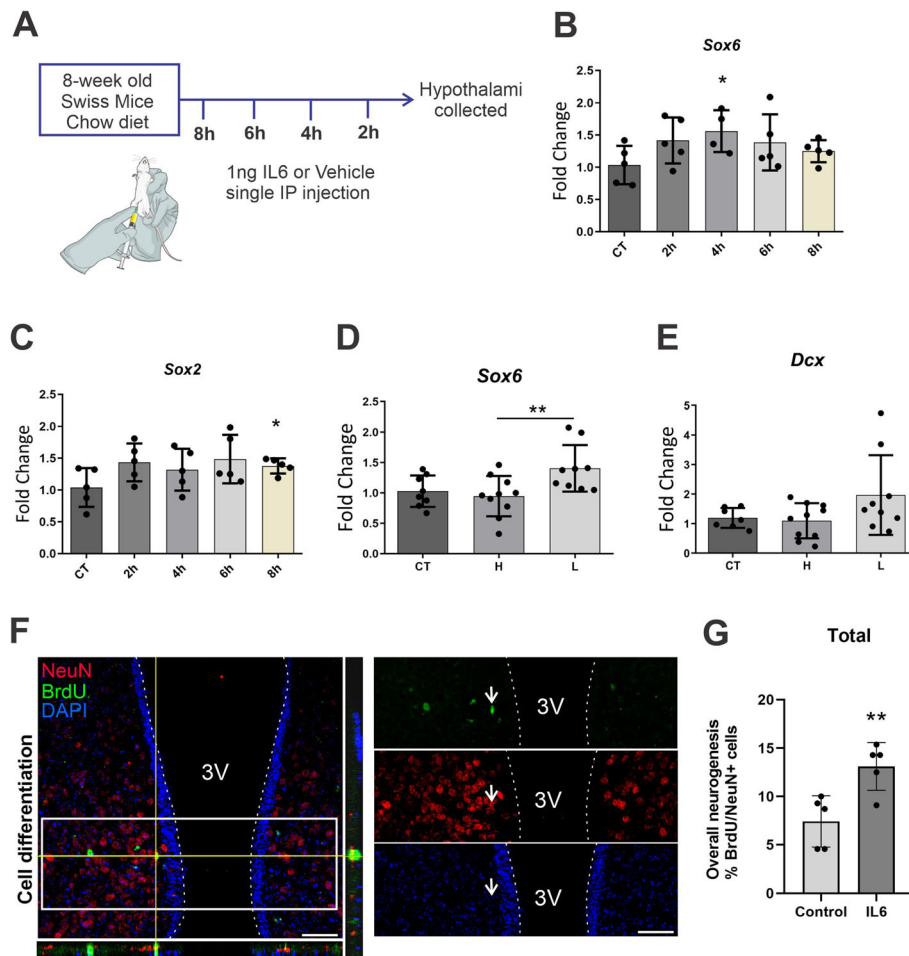 A
8-week old
Swiss Mice
Chow diet
8h 6h 4h 2h
Hypothalami
collected
1ng IL6 or Vehicle
single IP injection
B
Sox6
Fold Change
2.5
2.0
1.5
1.0
0.5
0.0
*
CT 2h 4h 6h 8h
C
Sox2
Fold Change
2.5
2.0
1.5
1.0
0.5
0.0
*
CT 2h 4h 6h 8h
D
Sox6
Fold Change
2.5
2.0
1.5
1.0
0.5
0.0
**
CT H L
E
Dcx
Fold Change
5
4
3
2
1
0
CT H L
F
Cell differentiation
NeuN
BrdU
DAPI
3V
3V
3V
3V
G
Total
Overall neurogenesis
% BrdU/NeuN+ cells
20
15
10
5
0
**
Control IL6